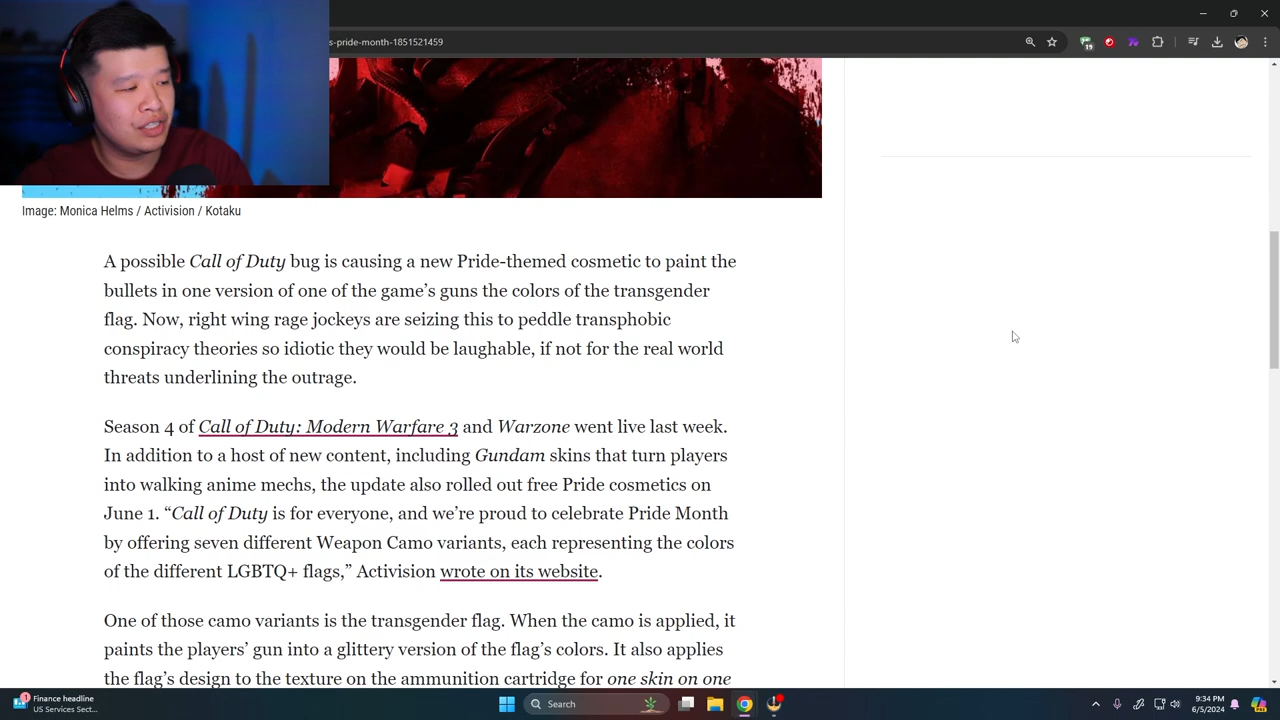 s-pride-month-1851521459
19
Image: Monica Helms / Activision / Kotaku
A possible Call of Duty bug is causing a new Pride-themed cosmetic to paint the
bullets in one version of one of the game’s guns the colors of the transgender
flag. Now, right wing rage jockeys are seizing this to peddle transphobic
conspiracy theories so idiotic they would be laughable, if not for the real world
threats underlining the outrage.
Season 4 of Call of Duty: Modern Warfare 3 and Warzone went live last week.
In addition to a host of new content, including Gundam skins that turn players
into walking anime mechs, the update also rolled out free Pride cosmetics on
June 1. “Call of Duty is for everyone, and we’re proud to celebrate Pride Month
by offering seven different Weapon Camo variants, each representing the colors
of the different LGBTQ+ flags,” Activision wrote on its website.
One of those camo variants is the transgender flag. When the camo is applied, it
paints the players’ gun into a glittery version of the flag’s colors. It also applies
the flag’s design to the texture on the ammunition cartridge for one skin on one
1
Finance headline
US Services Sect...
Search
9:34 PM
6/5/2024